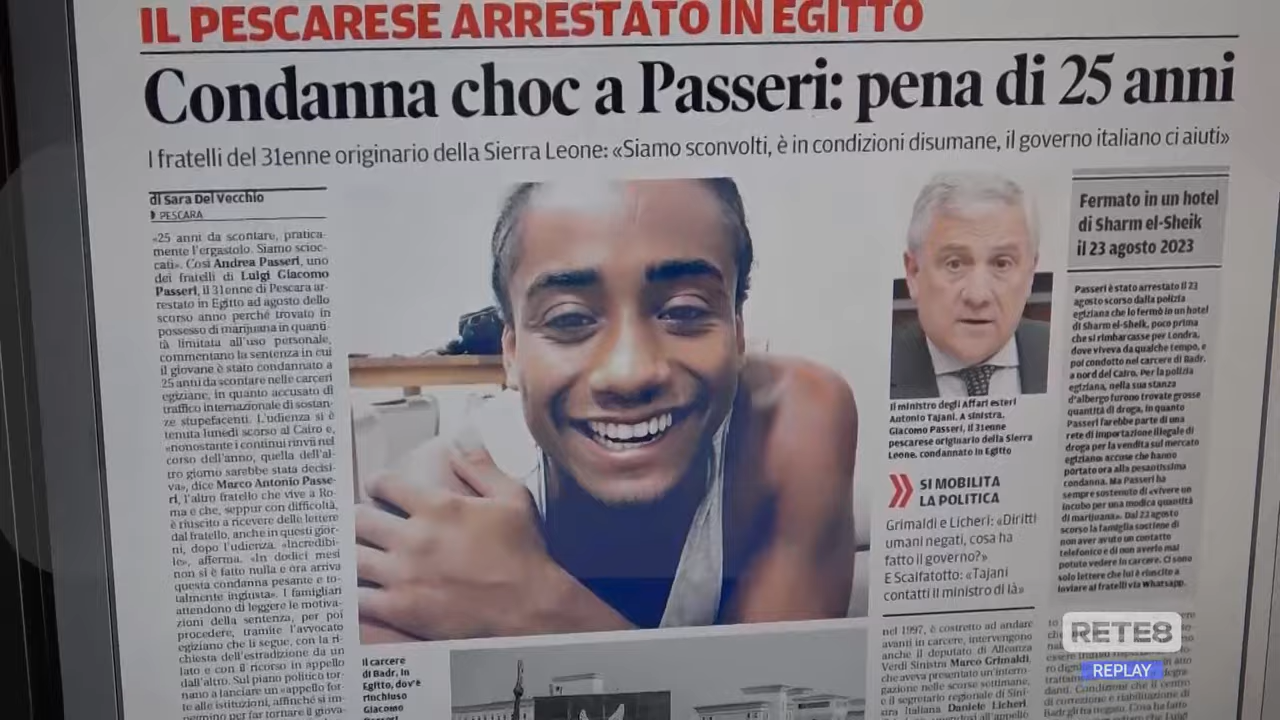 IL PESCARESE ARRESTATO IN EGITTO
Condanna choc a Passeri: pena di 25 anni
I fratelli del 31enne originario della Sierra Leone: «Siamo sconvolti, è in condizioni disumane, il governo italiano ci aiuti»
di Sara Del Vecchio
PESCARA
«25 anni da scontare, pratica-
mente l'ergastolo. Siamo scioc-
cati». Così Andrea Passeri, uno
dei fratelli di Luigi Giacomo
Passeri, il 31enne di Pescara ar-
restato in Egitto ad agosto dello
scorso anno perché trovato in
possesso di marijuana in quanti-
tà limitata all'uso personale,
commentano la sentenza in cui
il giovane è stato condannato a
25 anni da scontare nelle carceri
egiziane, in quanto accusato di
traffico internazionale di sostan-
ze stupefacenti. L'udienza si è
tenuta lunedì scorso al Cairo e,
«nonostante i continui rinvii nel
corso dell'anno, quella dell'al-
tro giorno sarebbe stata decisi-
va», dice Marco Antonio Passe-
ri, l'altro fratello che vive a Ro-
ma e che, seppur con difficoltà,
è riuscito a ricevere delle lettere
dal fratello, anche in questi gior-
ni, dopo l'udienza. «Incredibi-
le», afferma. «In dodici mesi
non si è fatto nulla e ora arriva
questa condanna pesante e to-
talmente ingiusta». I famigliari
attendono di leggere le motiva-
zioni della sentenza, per poi
procedere, tramite l'avvocato
egiziano che li segue, con la ri-
chiesta dell'estradizione da un
lato e con il ricorso in appello
dall'altro. Sul piano politico tor-
nano a lanciare un «appello for-
te alle istituzioni, affinché si im-
pegnino per far tornare il giova-
Il carcere
di Badr, in
Egitto, dov'è
rinchiuso
Giacomo
Passeri
Il ministro degli Affari esteri
Antonio Tajani. A sinistra,
Giacomo Passeri, il 31enne
pescarese originario della Sierra
Leone, condannato in Egitto
SI MOBILITA
LA POLITICA
Grimaldi e Licheri: «Diritti
umani negati, cosa ha
fatto il governo?»
E Scalfatotto: «Tajani
contatti il ministro di là»
nel 1997, è costretto ad andare
avanti in carcere, intervengono
anche il deputato di Alleanza
Verdi Sinistra Marco Grimaldi,
che aveva presentato un'interro-
gazione nelle scorse settimane,
e il segretario regionale di Sini-
stra italiana Daniele Licheri
Fermato in un hotel
di Sharm el-Sheik
il 23 agosto 2023
Passeri è stato arrestato il 23
agosto scorso dalla polizia
egiziana che lo fermò in un hotel
di Sharm el-Sheik, poco prima
che si rimbarcasse per Londra,
dove viveva da qualche tempo, e
poi condotto nel carcere di Badr,
a nord del Cairo. Per la polizia
egiziana, nella sua stanza
d'albergo furono trovate grosse
quantità di droga, in quanto
Passeri farebbe parte di una
rete di importazione illegale di
droga per la vendita sul mercato
egiziano: accuse che hanno
portato ora alla pesantissima
condanna. Ma Passeri ha
sempre sostenuto di «vivere un
incubo per una modica quantità
di marijuana». Dal 23 agosto
scorso la famiglia sostiene di
non aver avuto un contatto
telefonico e di non averlo mai
potuto vedere in carcere. Ci sono
solo lettere che lui è riuscito a
inviare ai fratelli via Whatsapp.
RETE8
REPLAY